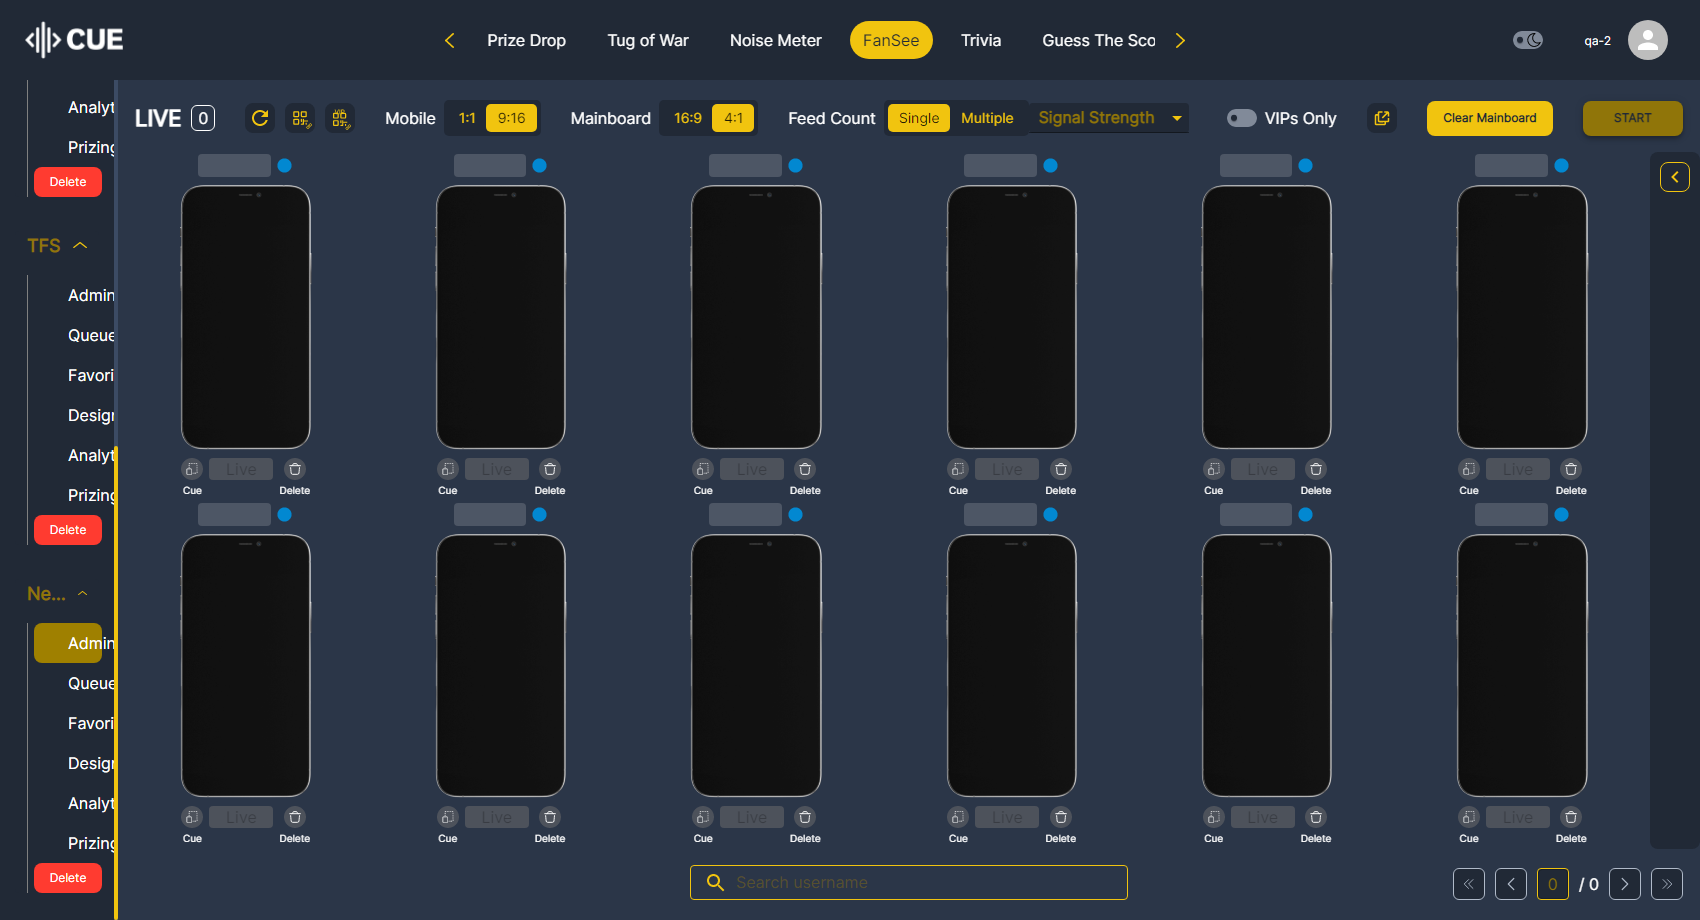 CUE
Prize Drop Tug of War Noise Meter FanSee Trivia Guess The Sco
qa-2
LIVE 0 Mobile 1:1 9:16 Mainboard 16:9 4:1 Feed Count Single Multiple Signal Strength VIPs Only Clear Mainboard START
Analyt
Prizing
Delete
TFS
Admin
Queue
Favori
Design
Analyt
Prizing
Delete
Ne...
Admin
Queue
Favori
Design
Analyt
Prizing
Delete
Live Live Live Live Live Live
Cue Delete Cue Delete Cue Delete Cue Delete Cue Delete Cue Delete
Live Live Live Live Live Live
Cue Delete Cue Delete Cue Delete Cue Delete Cue Delete Cue Delete
Search username
0 / 0